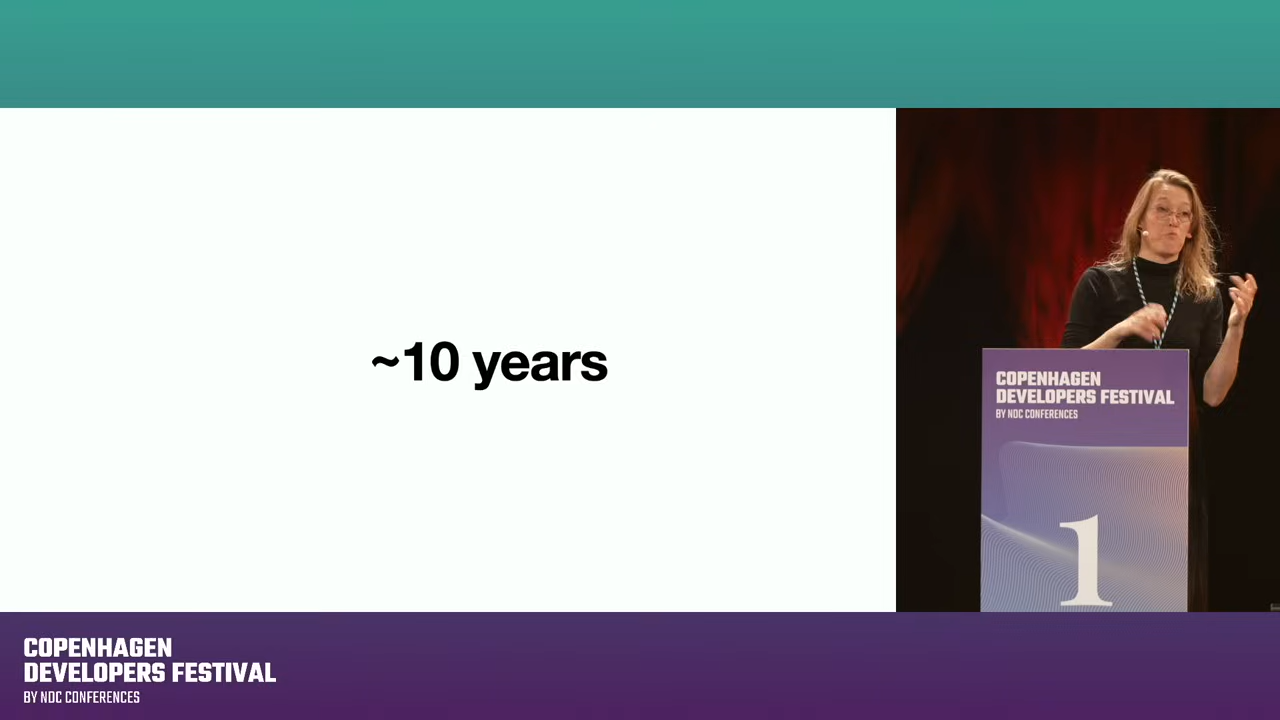 ~10 years
COPENHAGEN
DEVELOPERS FESTIVAL
BY NDC CONFERENCES
1
COPENHAGEN
DEVELOPERS FESTIVAL
BY NDC CONFERENCES